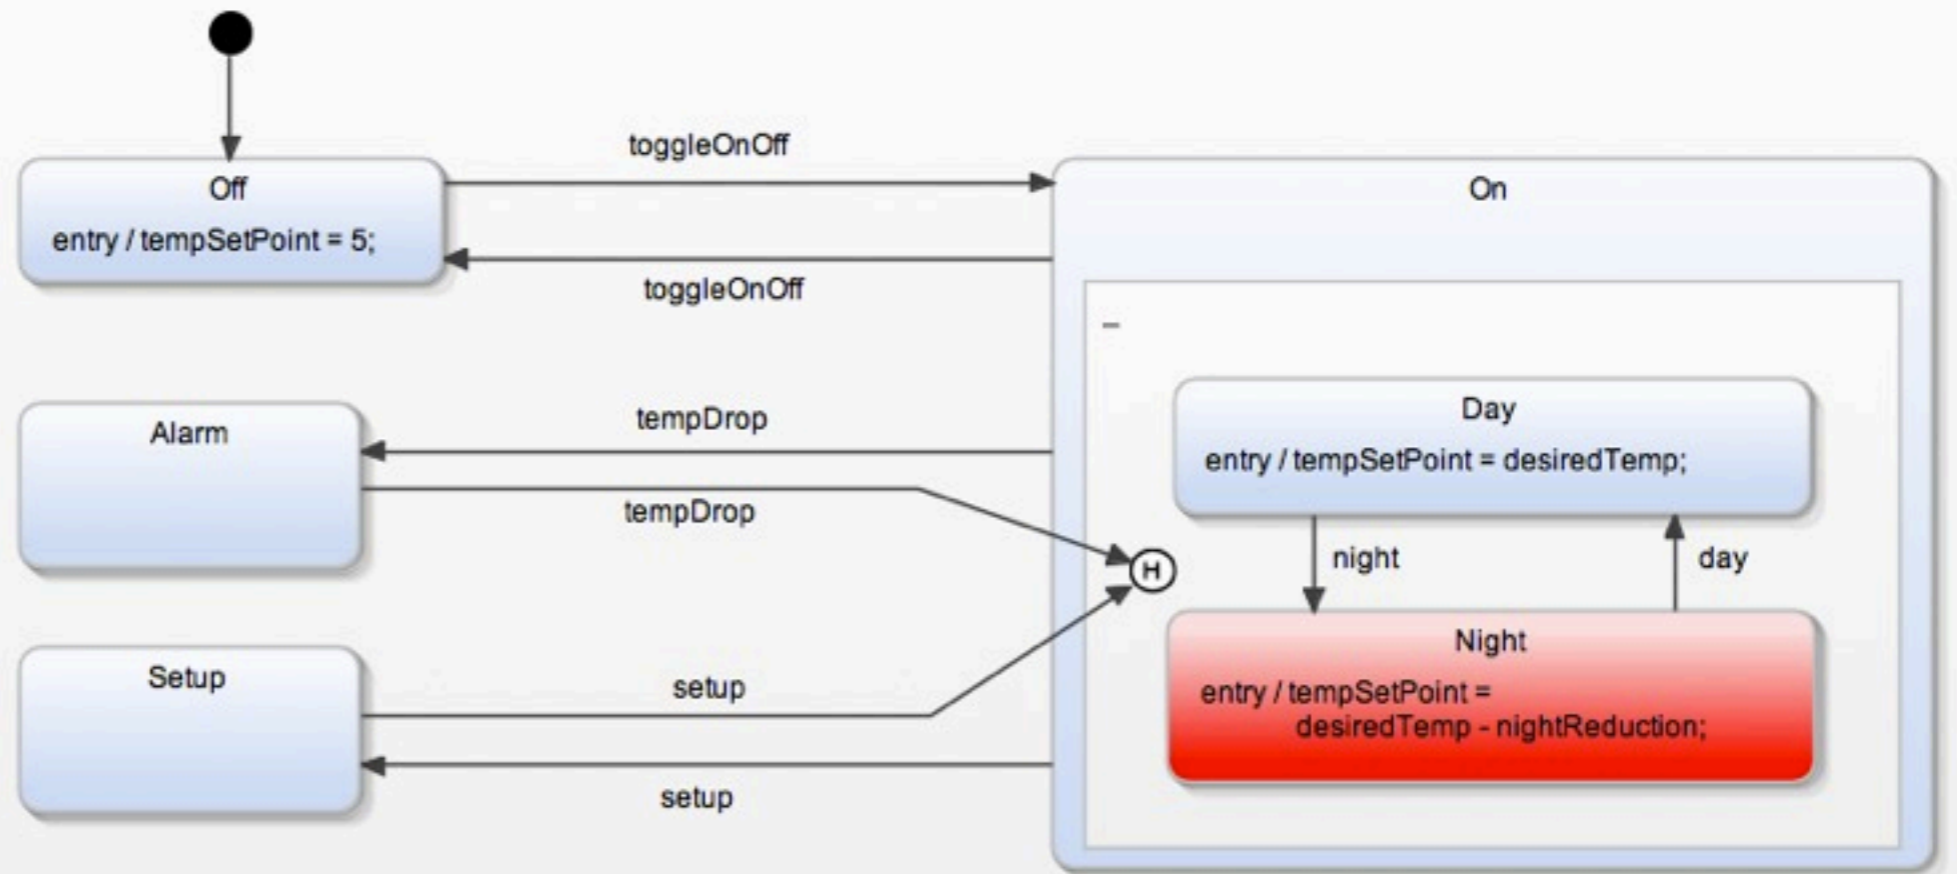 toggleOnOff
Off
entry / tempSetPoint = 5;
On
toggleOnOff
Day
entry / tempSetPoint = desiredTemp;
Alarm
tempDrop
tempDrop
night
day
H
Night
entry / tempSetPoint =
desiredTemp - nightReduction;
Setup
setup
setup